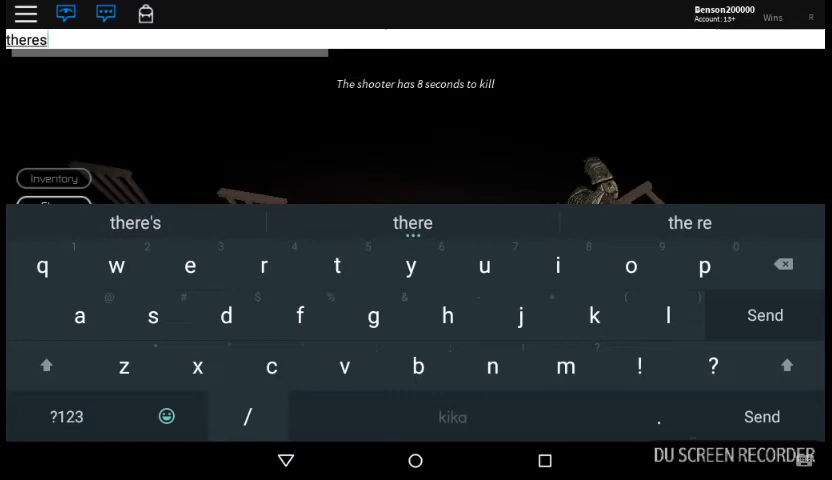 Benson200000
Account: 13+
Wins
R
theres
The shooter has 8 seconds to kill
Inventory
there's there the re
1 2 3 4 5 6 7 8 9 0
q w e r t y u i o p
@ # $ % & - + ( )
a s d f g h j k l Send
z x c v b n m ! ?
?123 / kika . Send
DU SCREEN RECORDER